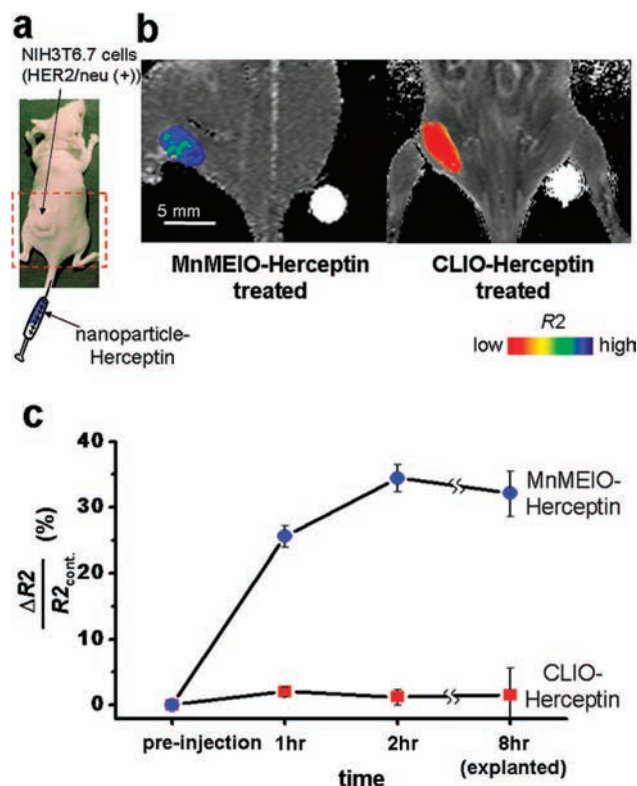 a
NIH3T6.7 cells
(HER2/neu (+))
nanoparticle-
Herceptin
b
5 mm
MnMEIO-Herceptin
treated
CLIO-Herceptin
treated
R2
low
high
c
ΔR2
R2cont.
(%)
40
30
20
10
0
MnMEIO-
Herceptin
CLIO-
Herceptin
pre-injection
1hr
2hr
8hr
(explanted)
time